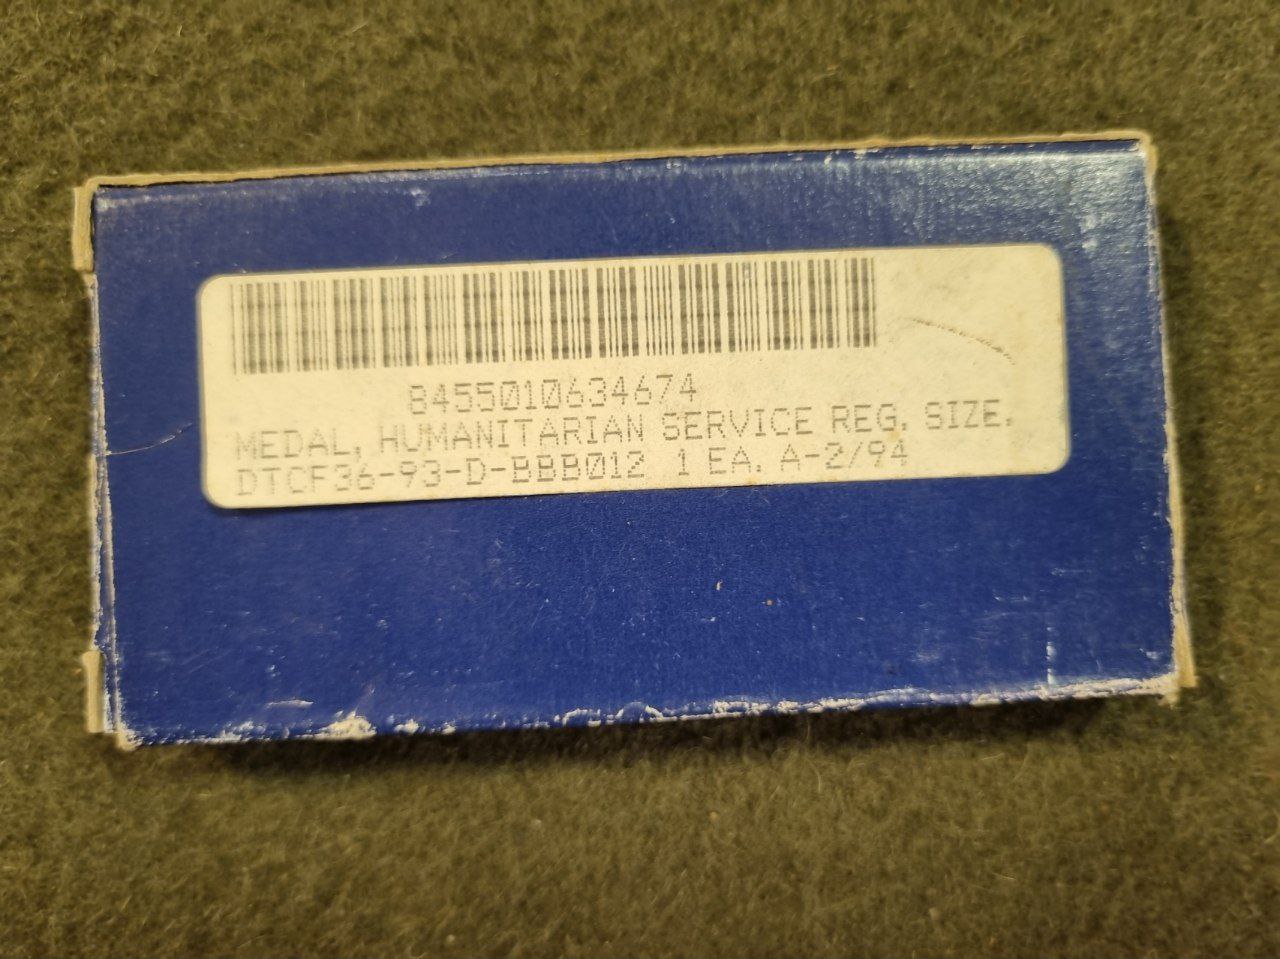 8455010634674
MEDAL, HUMANITARIAN SERVICE REG. SIZE.
DTCF36-93-D-BBB012 1 EA. A-2/94